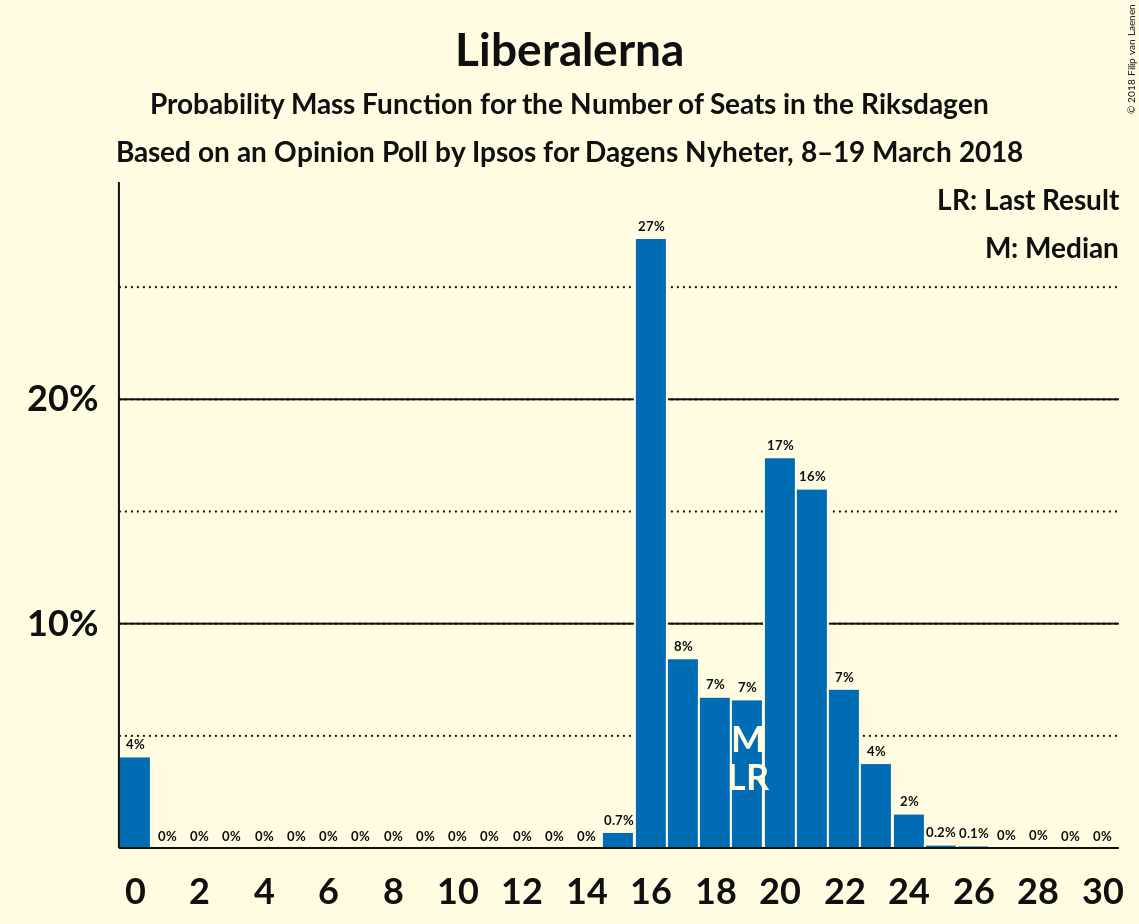 Liberalerna
Probability Mass Function for the Number of Seats in the Riksdagen
Based on an Opinion Poll by Ipsos for Dagens Nyheter, 8–19 March 2018
© 2018 Filip van Laenen
LR: Last Result
M: Median
20%
10%
4% 0% 0% 0% 0% 0% 0% 0% 0% 0% 0% 0% 0% 0% 0% 0.7% 27% 8% 7% 7% 17% 16% 7% 4% 2% 0.2% 0.1% 0% 0% 0% 0%
M
LR
0 2 4 6 8 10 12 14 16 18 20 22 24 26 28 30